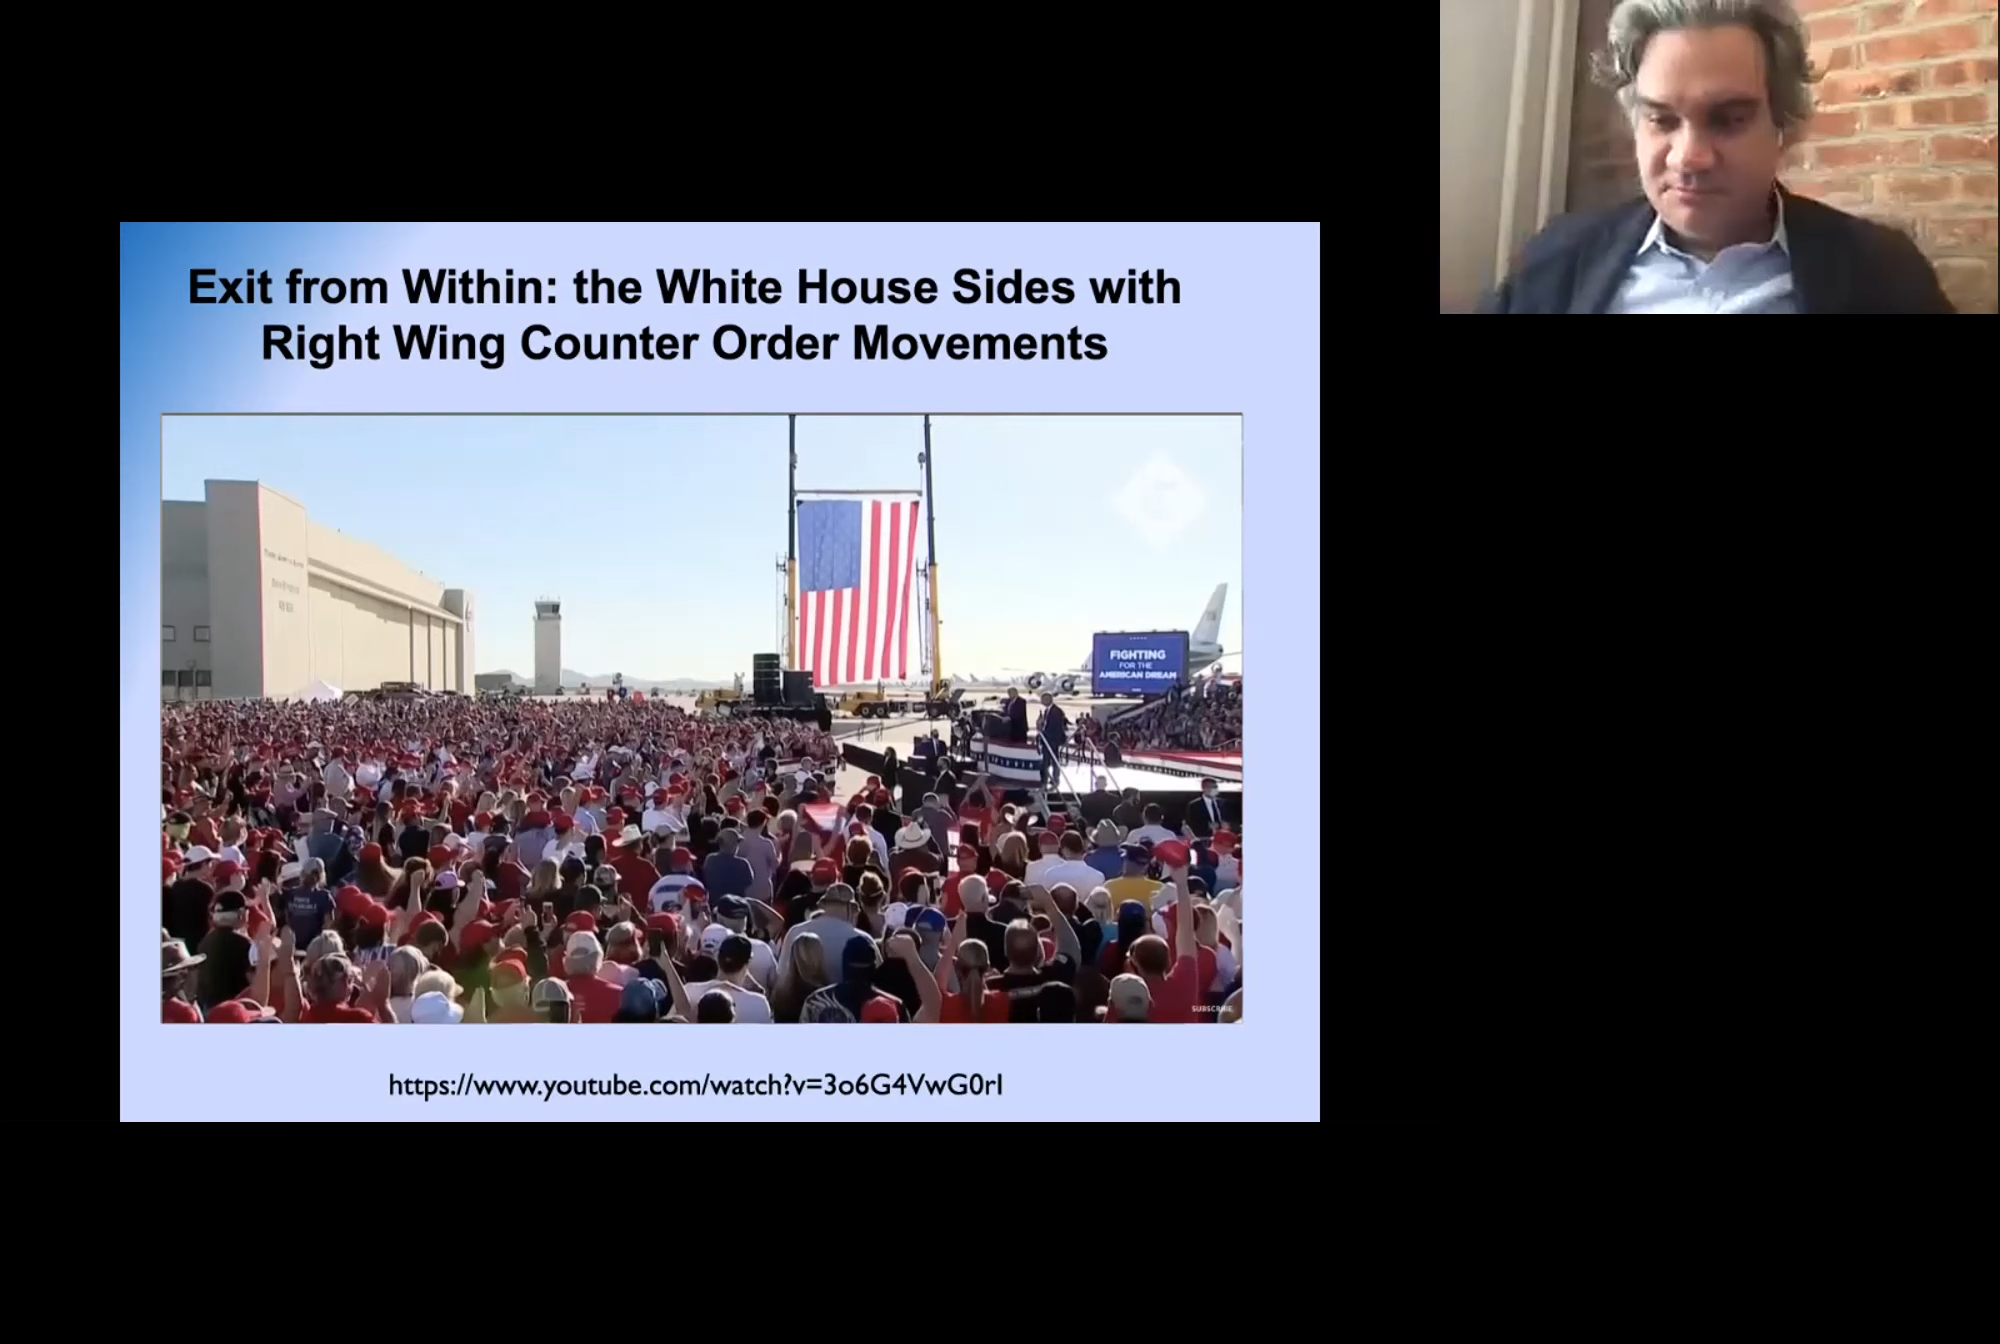 Exit from Within: the White House Sides with
Right Wing Counter Order Movements
FIGHTING
FOR THE
AMERICAN DREAM
SUBSCRIBE
https://www.youtube.com/watch?v=3o6G4VwG0rI